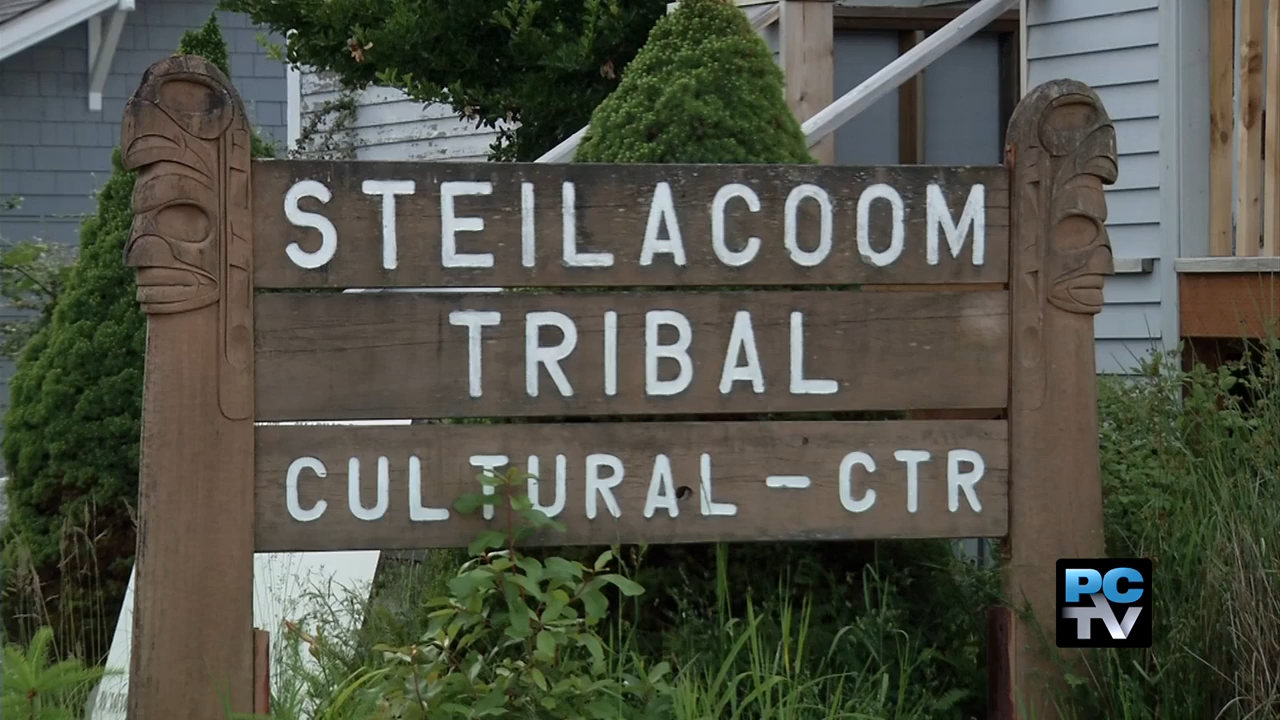 STEILACOOM
TRIBAL
CULTURAL – CTR
PC
TV